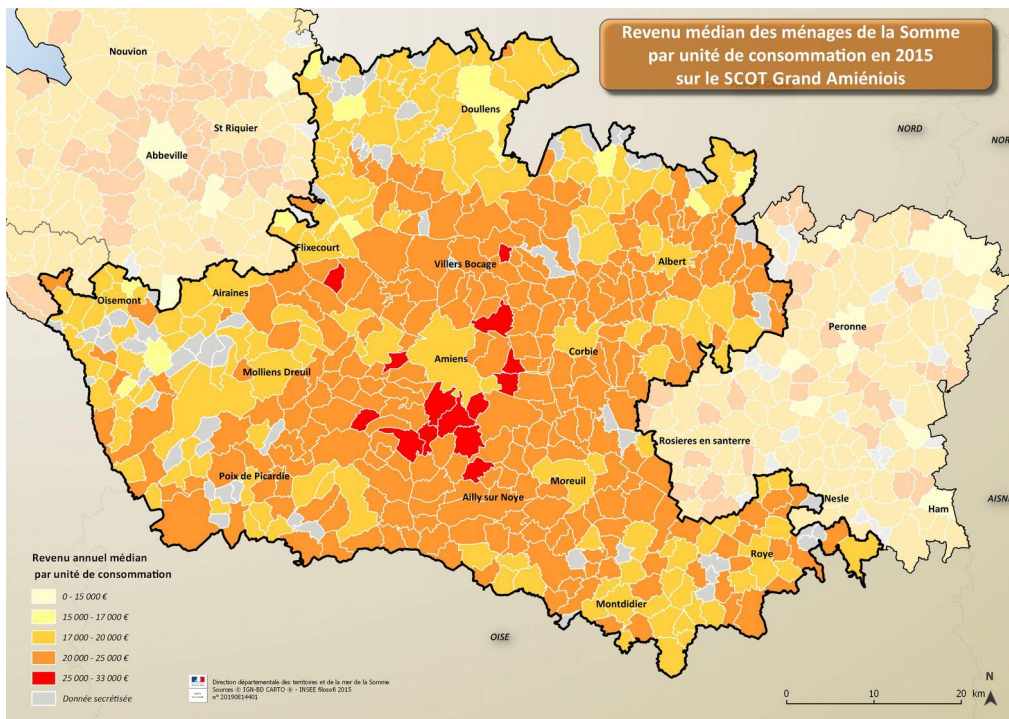 Revenu médian des ménages de la Somme
par unité de consommation en 2015
sur le SCOT Grand Amiénois
Nouvion
NORD
Doullens
St Riquier
Abbeville
Flixecourt
Villers Bocage
Albert
Oisemont
Airaines
Peronne
Amiens
Corbie
Molliens Dreuil
Rosieres en santerre
Poix de Picardie
Moreuil
Ailly sur Noye
Nesle
Ham
AISNE
Roye
Montdidier
OISE
Revenu annuel médian
par unité de consommation
0 - 15 000 €
15 000 - 17 000 €
17 000 - 20 000 €
20 000 - 25 000 €
25 000 - 33 000 €
Donnée secrétisée
Direction départementale des territoires et de la mer de la Somme
Sources © IGN-BD CARTO ® - INSEE filosofi 2015
n° 20190814401
N
0 10 20 km